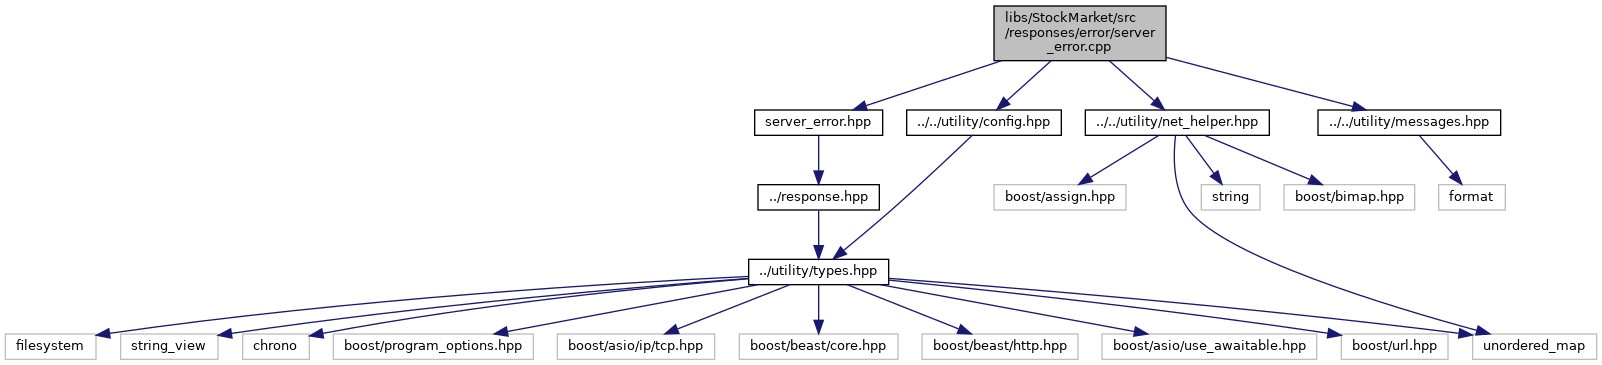 libs/StockMarket/src
/responses/error/server
_error.cpp
server_error.hpp
../../utility/config.hpp
../../utility/net_helper.hpp
../../utility/messages.hpp
../response.hpp
boost/assign.hpp
string
boost/bimap.hpp
format
../utility/types.hpp
filesystem
string_view
chrono
boost/program_options.hpp
boost/asio/ip/tcp.hpp
boost/beast/core.hpp
boost/beast/http.hpp
boost/asio/use_awaitable.hpp
boost/url.hpp
unordered_map